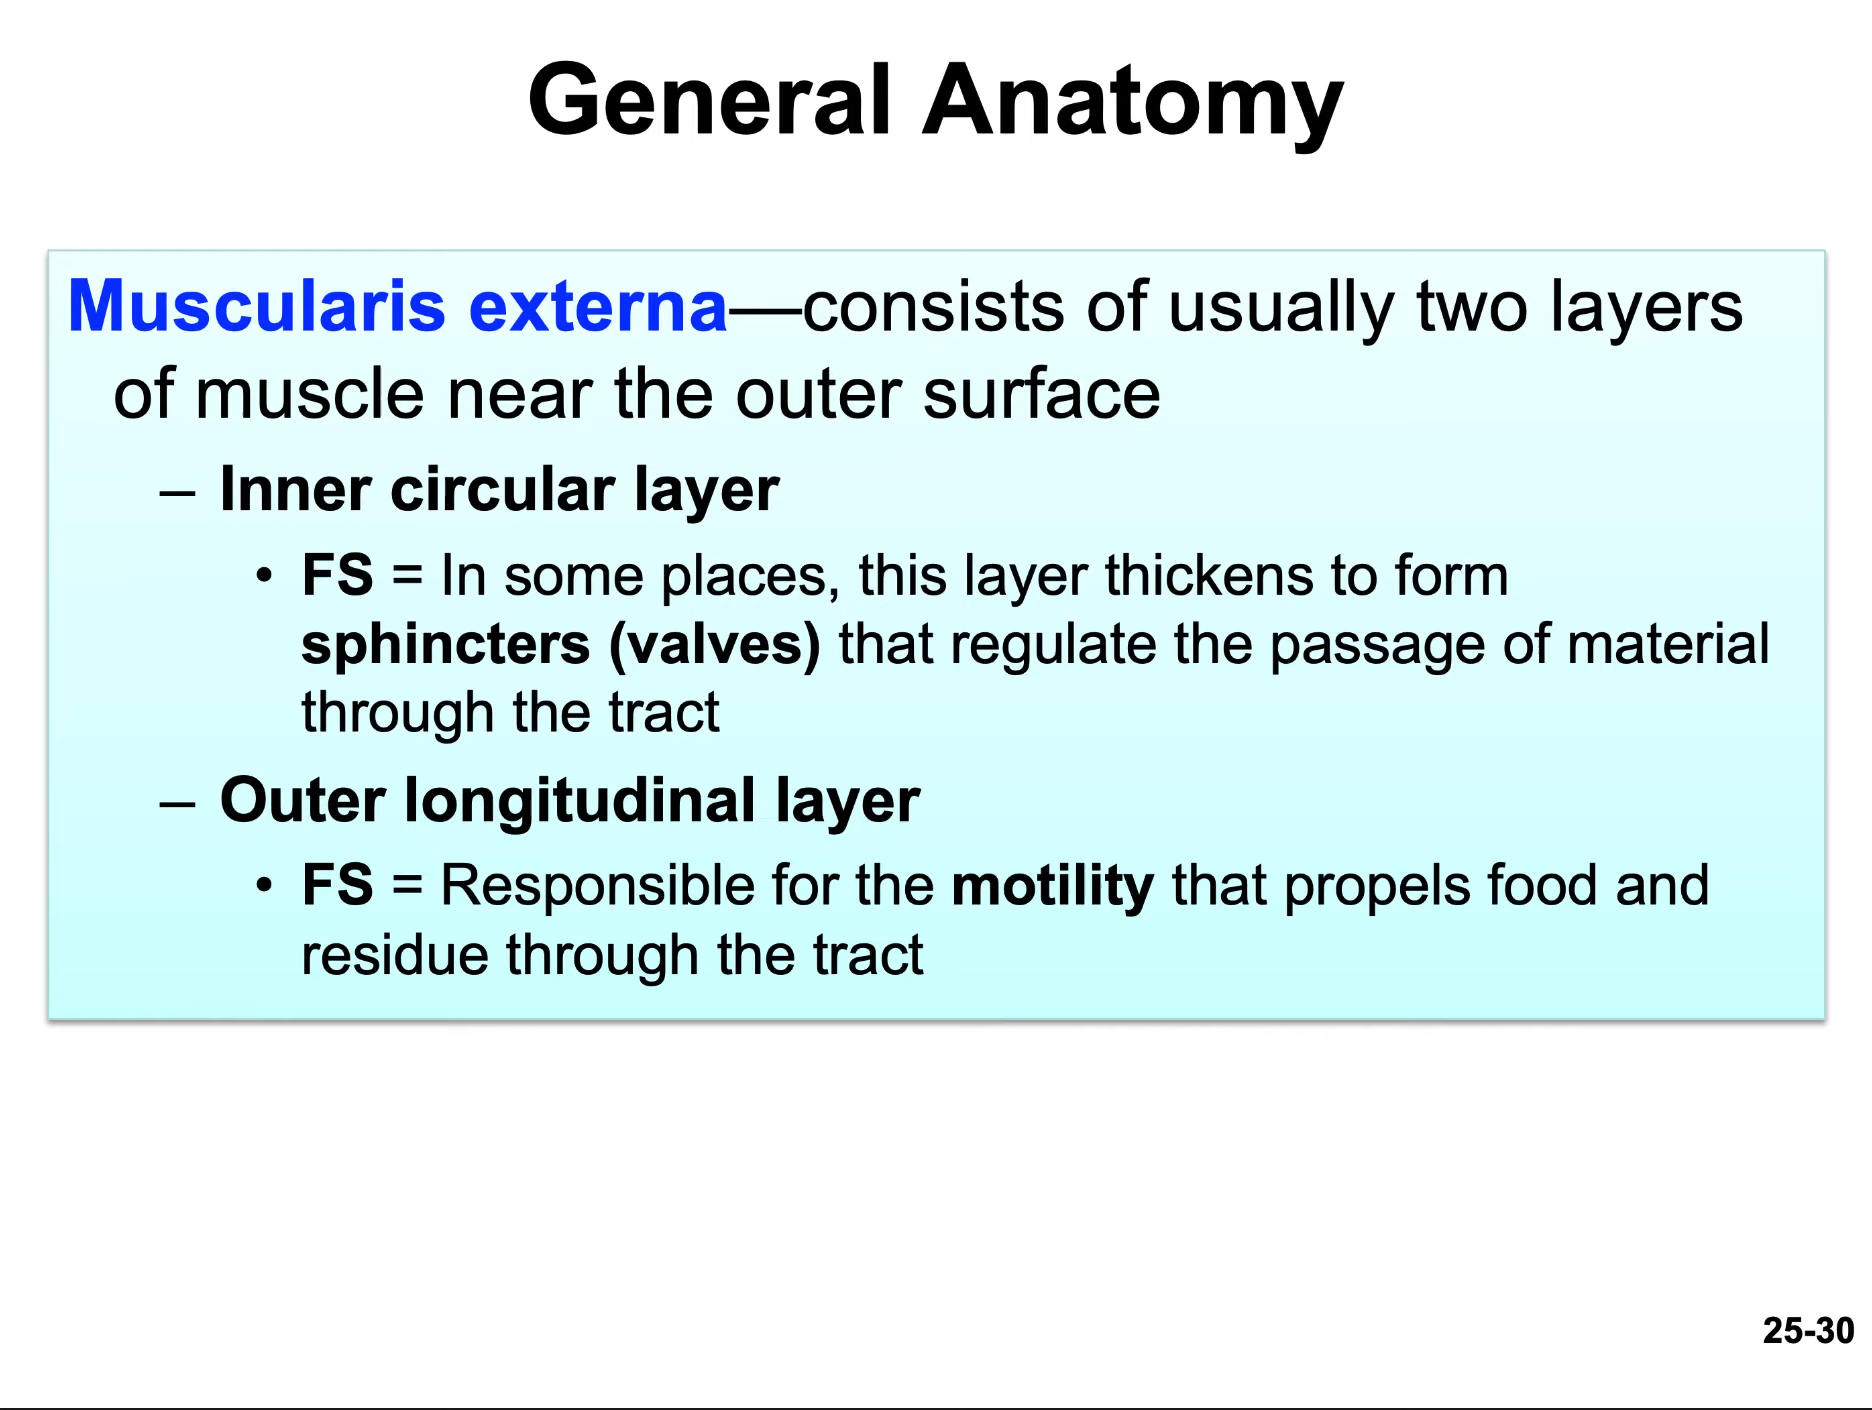 General Anatomy
Muscularis externa—consists of usually two layers
of muscle near the outer surface
– Inner circular layer
• FS = In some places, this layer thickens to form
sphincters (valves) that regulate the passage of material
through the tract
– Outer longitudinal layer
• FS = Responsible for the motility that propels food and
residue through the tract
25-30